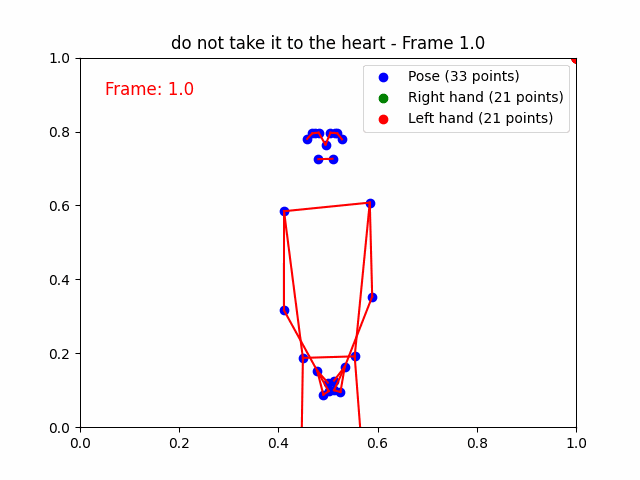 do not take it to the heart - Frame 1.0
Frame: 1.0
Pose (33 points)
Right hand (21 points)
Left hand (21 points)
1.0
0.8
0.6
0.4
0.2
0.0
0.0 0.2 0.4 0.6 0.8 1.0